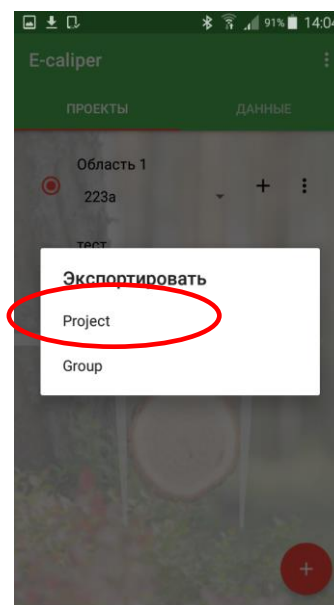 91% 14:04
E-caliper
ПРОЕКТЫ ДАННЫЕ
Область 1
223а
тест
Экспортировать
Project
Group